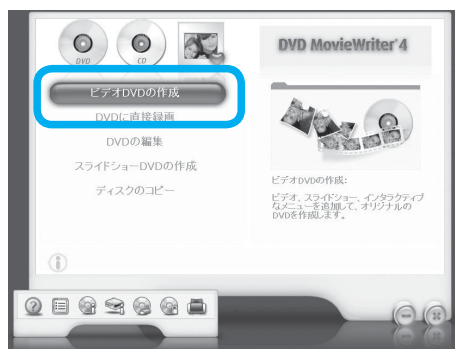 DVD
CD
DVD MovieWriter®4
ビデオDVDの作成
DVDに直接録画
DVDの編集
スライドショーDVDの作成
ディスクのコピー
ビデオDVDの作成:
ビデオ、スライドショー、インタラクティブ
なメニューを追加して、オリジナルの
DVDを作成します。